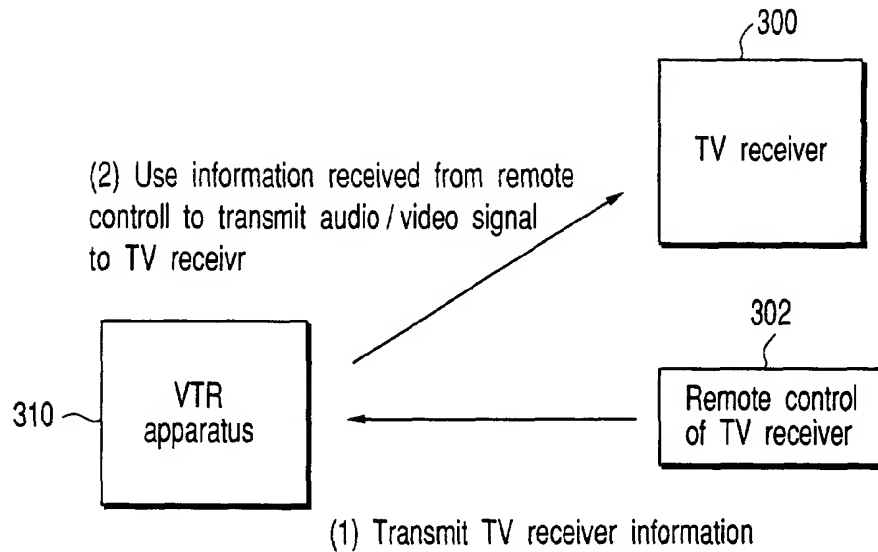 300
TV receiver
(2) Use information received from remote
controll to transmit audio / video signal
to TV receivr
302
Remote control
of TV receiver
310
VTR
apparatus
(1) Transmit TV receiver information